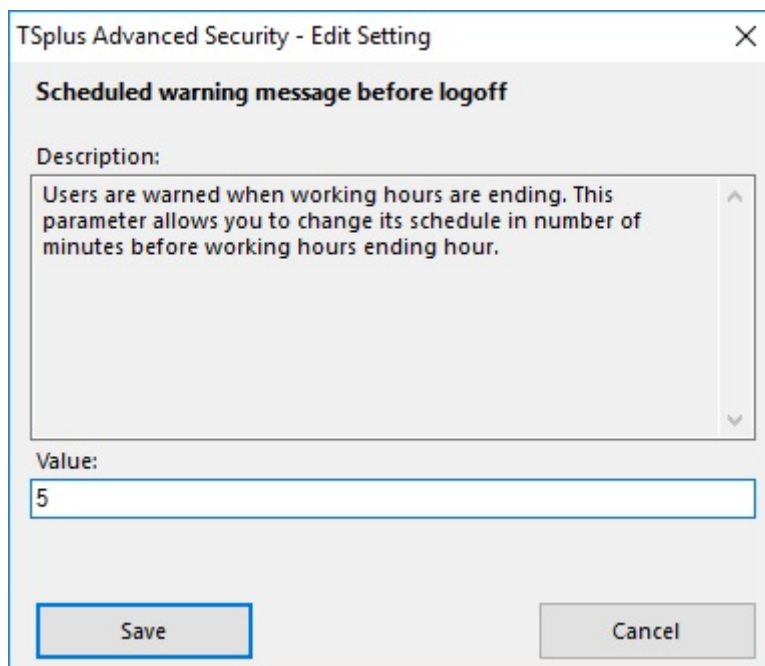 TSplus Advanced Security - Edit Setting
Scheduled warning message before logoff
Description:
Users are warned when working hours are ending. This
parameter allows you to change its schedule in number of
minutes before working hours ending hour.
Value:
5
Save
Cancel